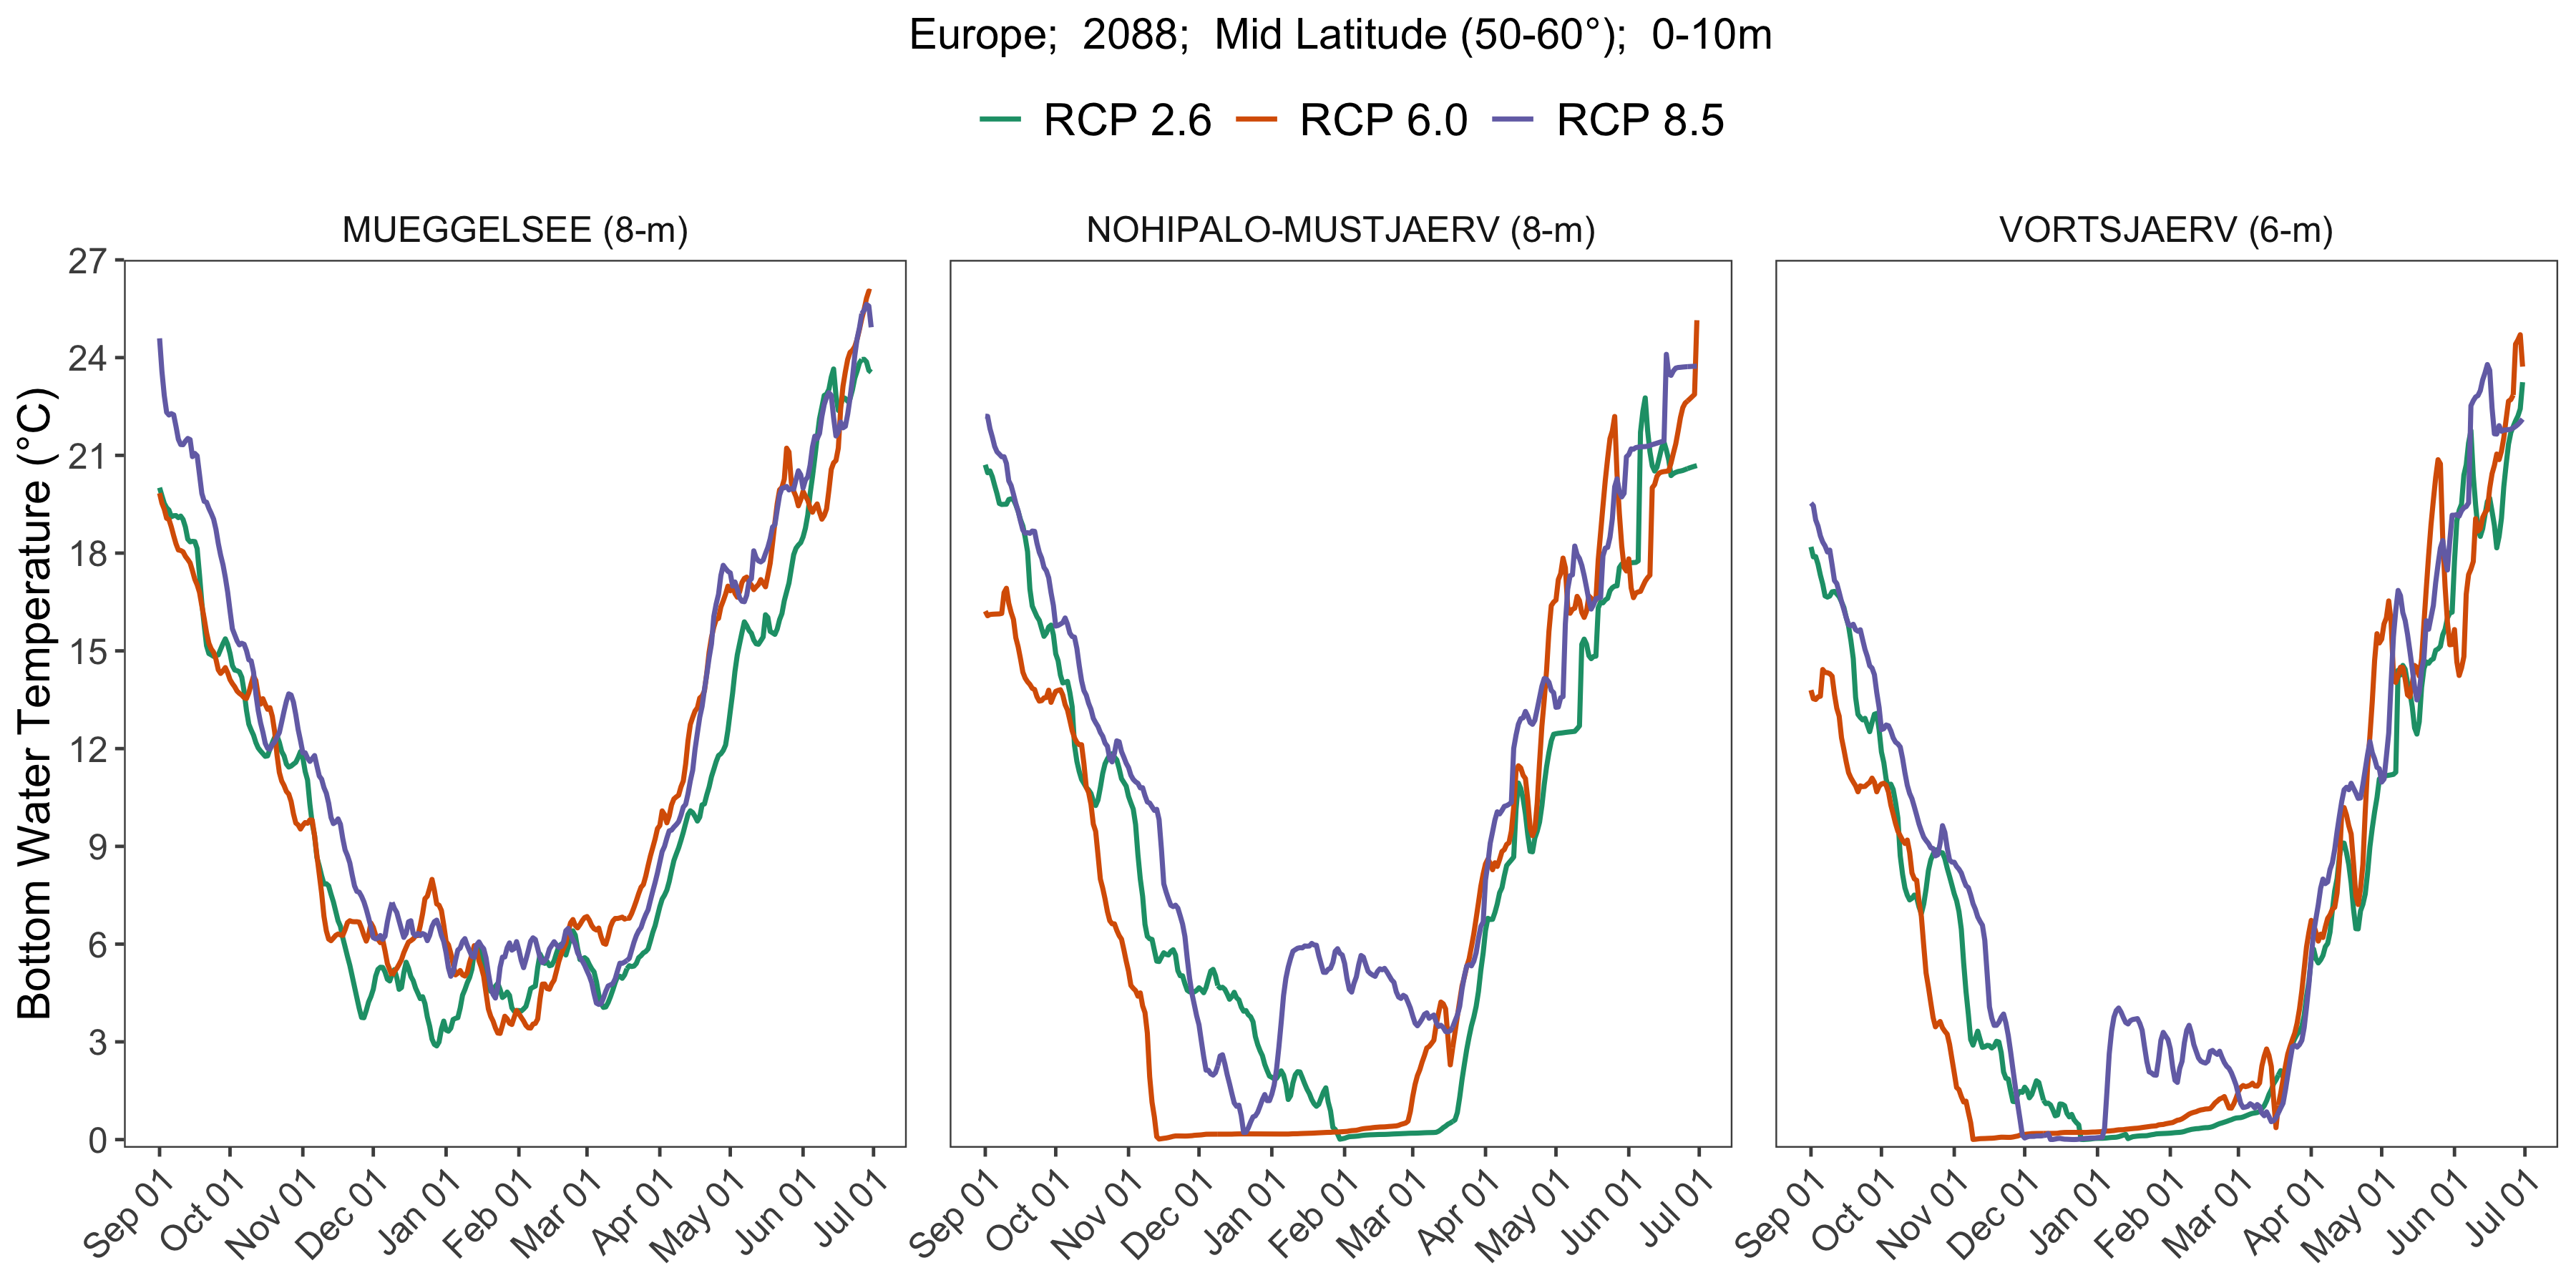 Europe;  2088;  Mid Latitude (50-60°);  0-10m
RCP 2.6 RCP 6.0 RCP 8.5
MUEGGELSEE (8-m)
NOHIPALO-MUSTJAERV (8-m)
VORTSJAERV (6-m)
Bottom Water Temperature (°C)
27
24
21
18
15
12
9
6
3
0
Sep 01 Oct 01 Nov 01 Dec 01 Jan 01 Feb 01 Mar 01 Apr 01 May 01 Jun 01 Jul 01
Sep 01 Oct 01 Nov 01 Dec 01 Jan 01 Feb 01 Mar 01 Apr 01 May 01 Jun 01 Jul 01
Sep 01 Oct 01 Nov 01 Dec 01 Jan 01 Feb 01 Mar 01 Apr 01 May 01 Jun 01 Jul 01